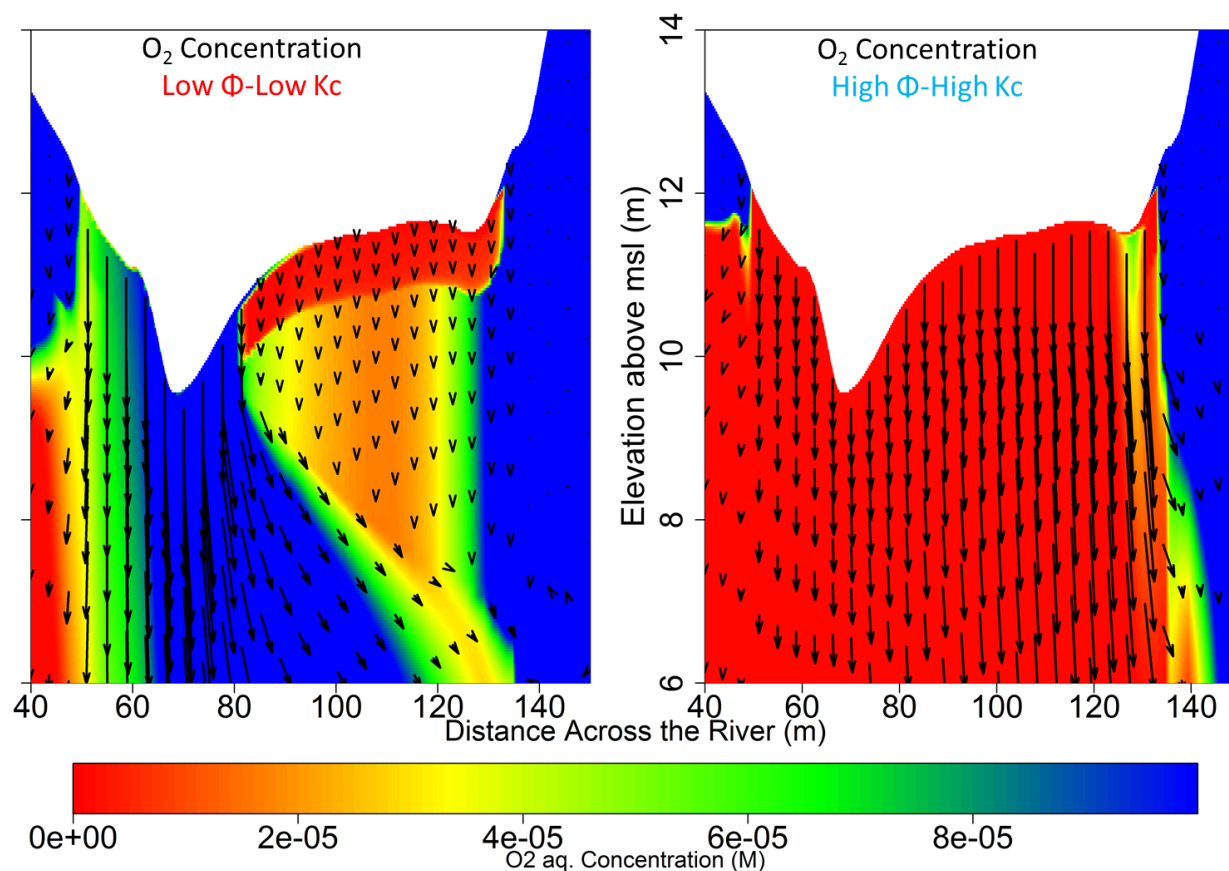 O₂ Concentration
Low Φ-Low Kc
O₂ Concentration
High Φ-High Kc
14
12
10
8
6
Elevation above msl (m)
40 60 80 100 120 140
40 60 80 100 120 140
Distance Across the River (m)
0e+00 2e-05 4e-05 6e-05 8e-05
O2 aq. Concentration (M)